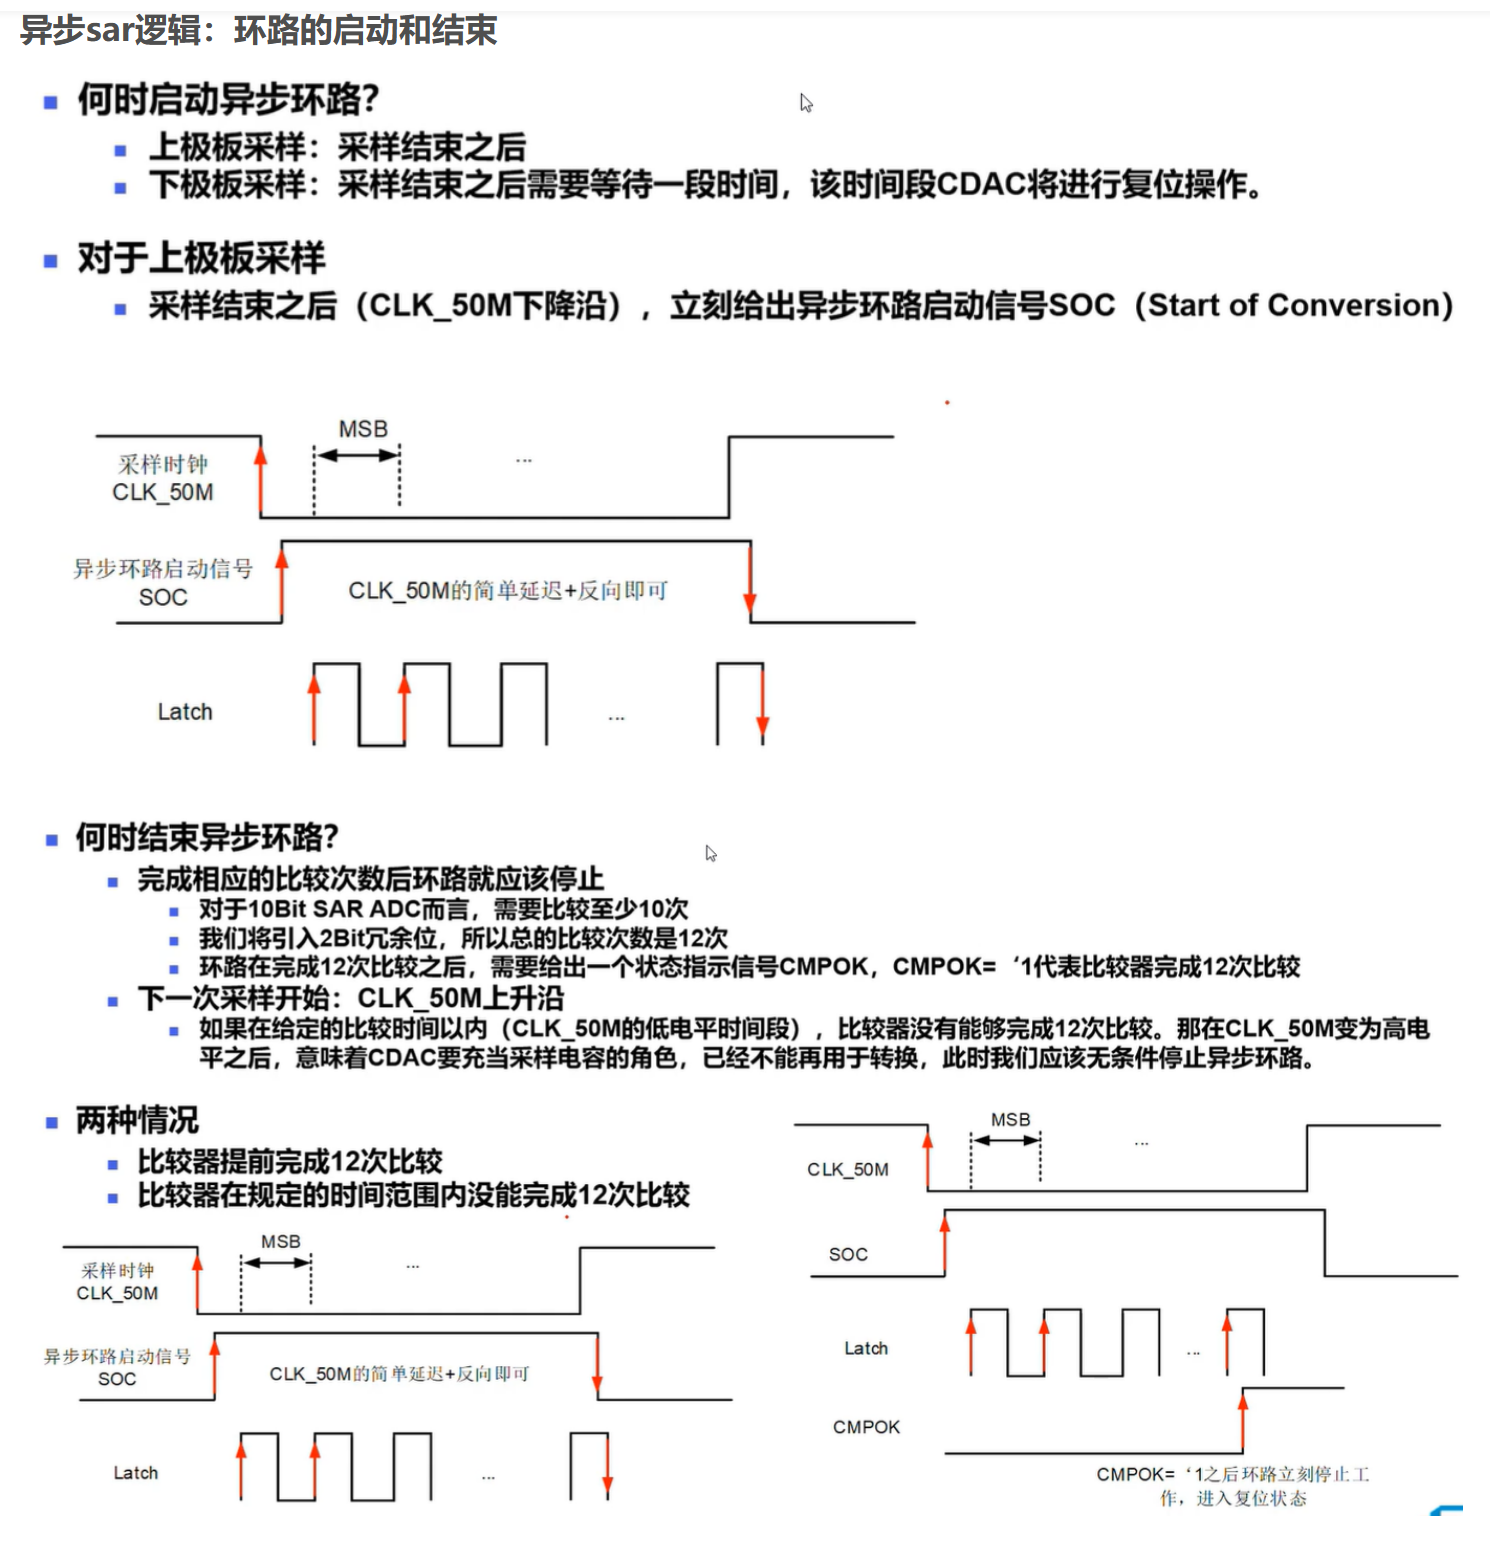 异步sar逻辑：环路的启动和结束
何时启动异步环路？
上极板采样：采样结束之后
下极板采样：采样结束之后需要等待一段时间，该时间段CDAC将进行复位操作。
对于上极板采样
采样结束之后（CLK_50M下降沿），立刻给出异步环路启动信号SOC（Start of Conversion）
MSB
...
采样时钟
CLK_50M
异步环路启动信号
SOC
CLK_50M的简单延迟+反向即可
Latch
...
何时结束异步环路？
完成相应的比较次数后环路就应该停止
对于10Bit SAR ADC而言，需要比较至少10次
我们将引入2Bit冗余位，所以总的比较次数是12次
环路在完成12次比较之后，需要给出一个状态指示信号CMPOK，CMPOK=‘1代表比较器完成12次比较
下一次采样开始：CLK_50M上升沿
如果在给定的比较时间以内（CLK_50M的低电平时间段），比较器没有能够完成12次比较。那在CLK_50M变为高电
平之后，意味着CDAC要充当采样电容的角色，已经不能再用于转换，此时我们应该无条件停止异步环路。
两种情况
比较器提前完成12次比较
比较器在规定的时间范围内没能完成12次比较
MSB
...
采样时钟
CLK_50M
异步环路启动信号
SOC
CLK_50M的简单延迟+反向即可
Latch
...
MSB
...
CLK_50M
SOC
Latch
...
CMPOK
CMPOK=‘1之后环路立刻停止工
作，进入复位状态